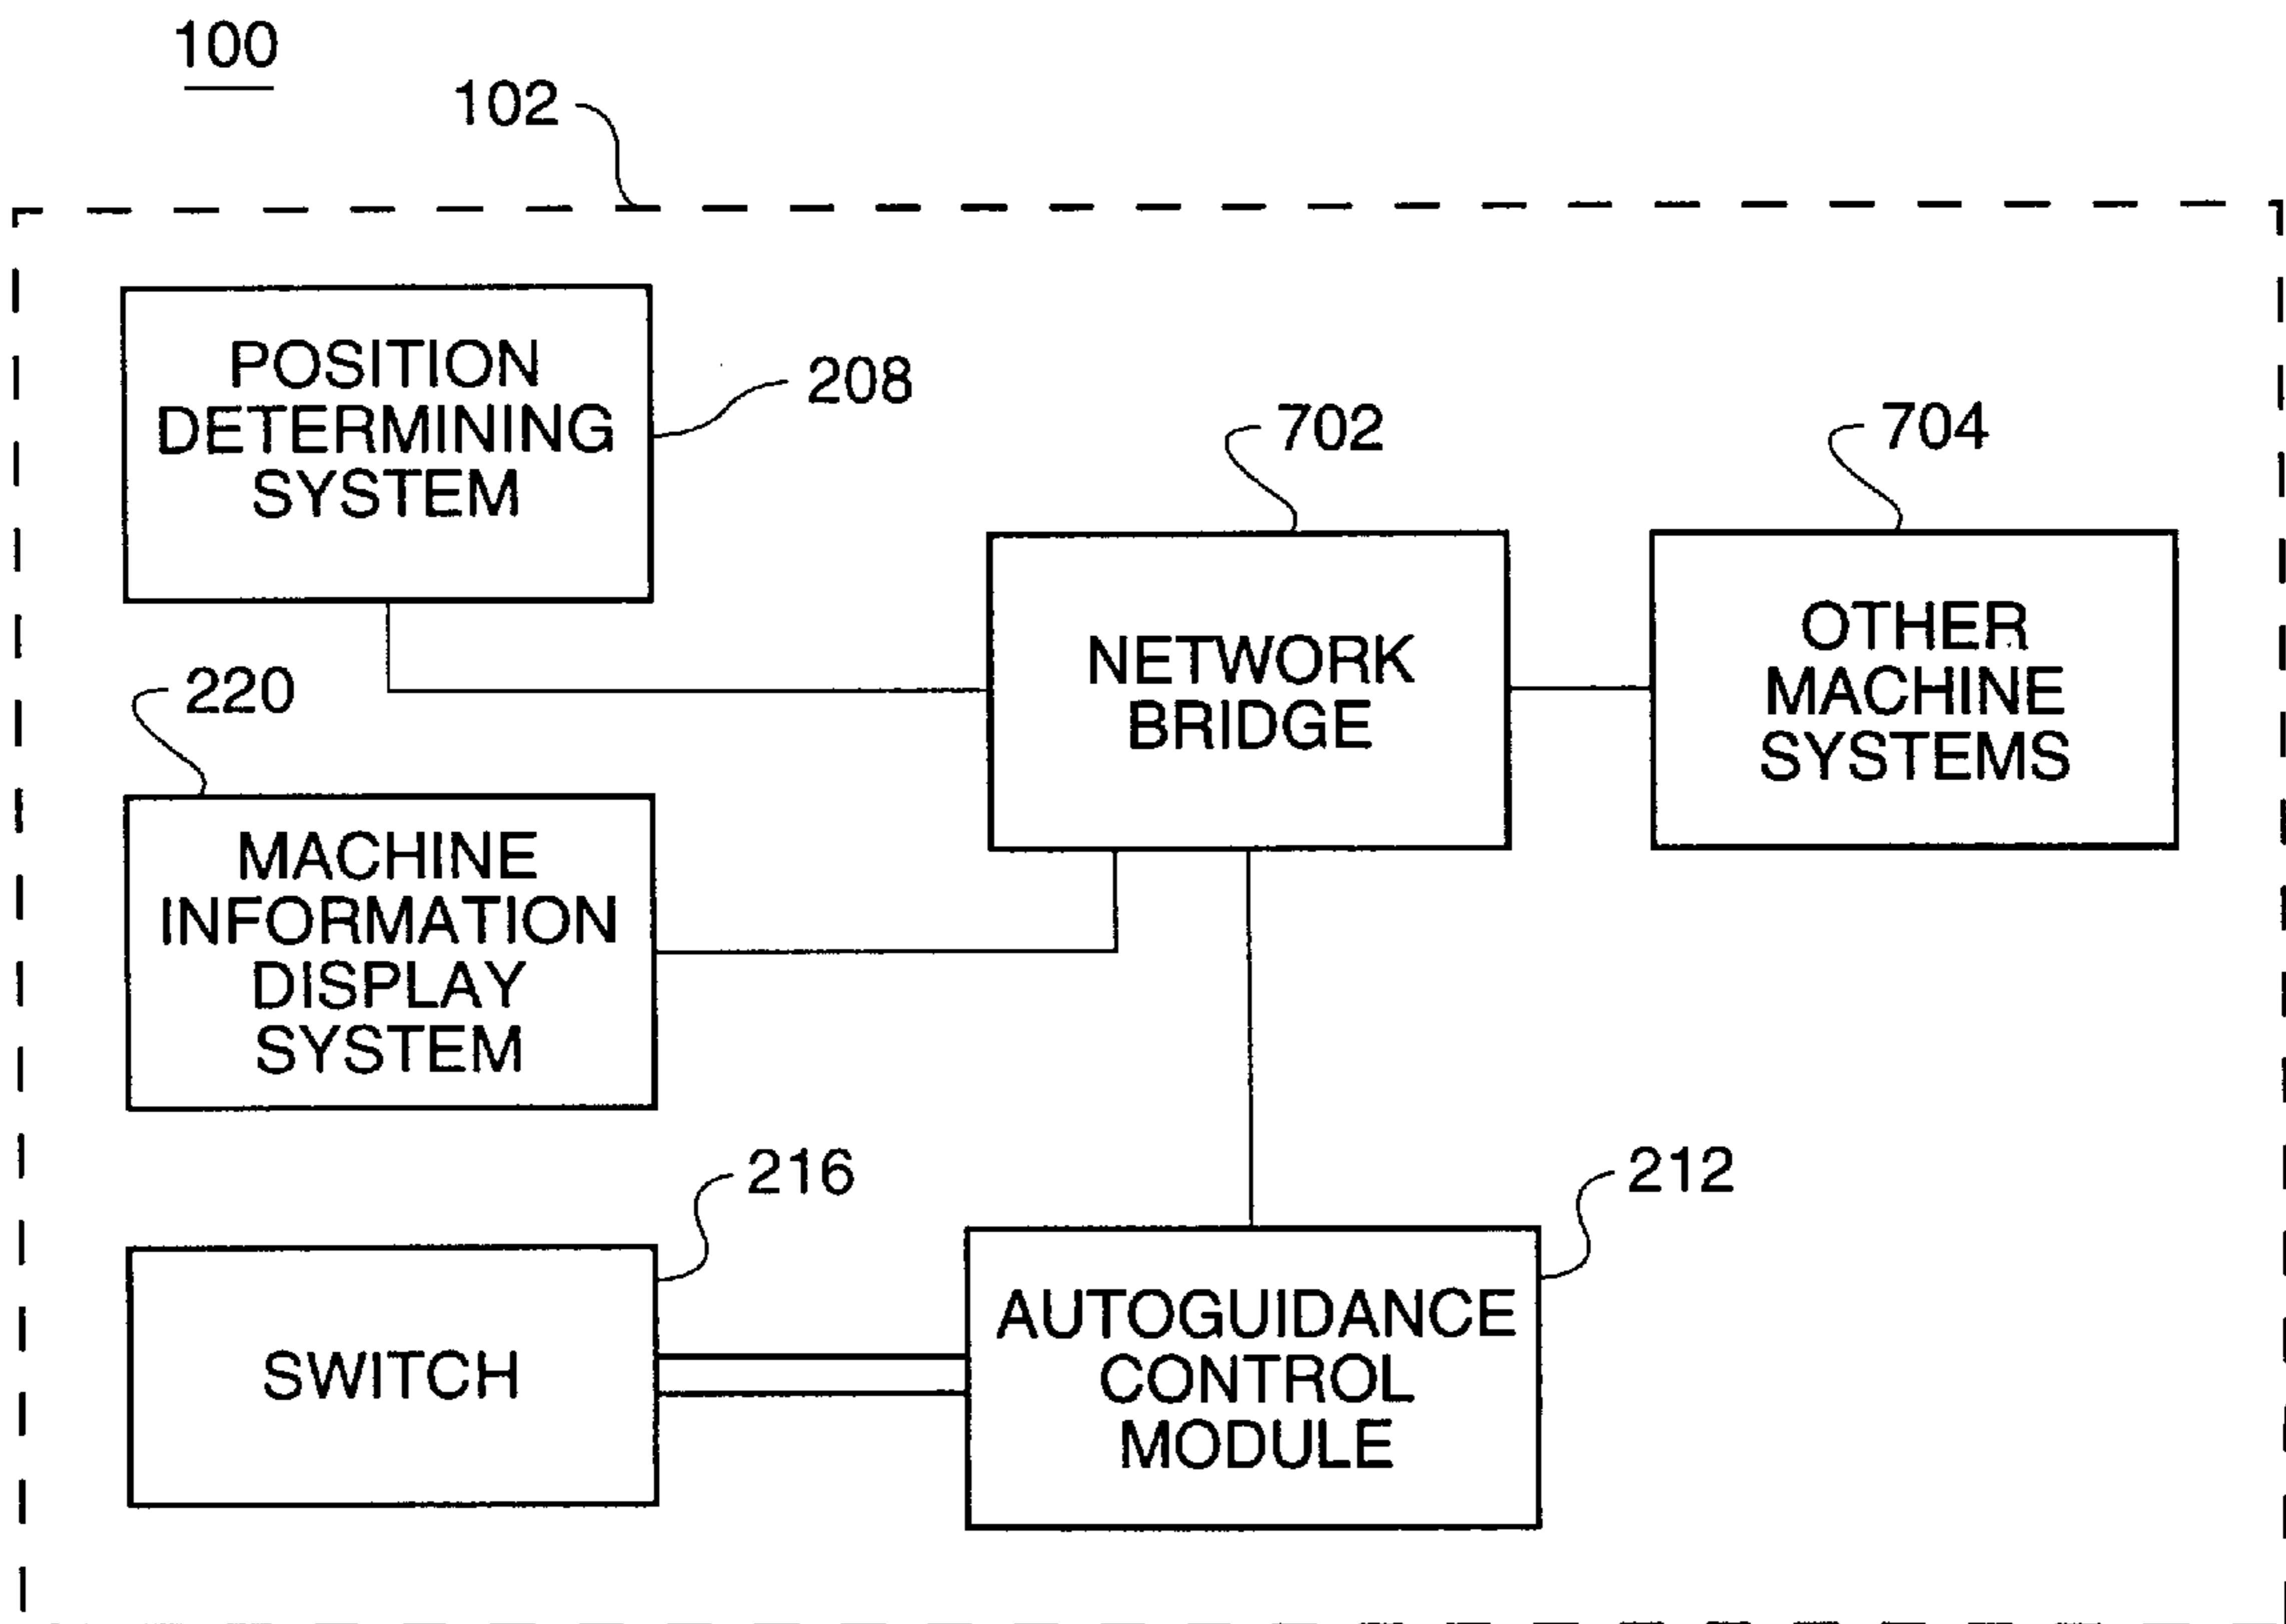 100
102
POSITION
DETERMINING
SYSTEM
208
702
704
NETWORK
BRIDGE
OTHER
MACHINE
SYSTEMS
220
MACHINE
INFORMATION
DISPLAY
SYSTEM
216
212
SWITCH
AUTOGUIDANCE
CONTROL
MODULE